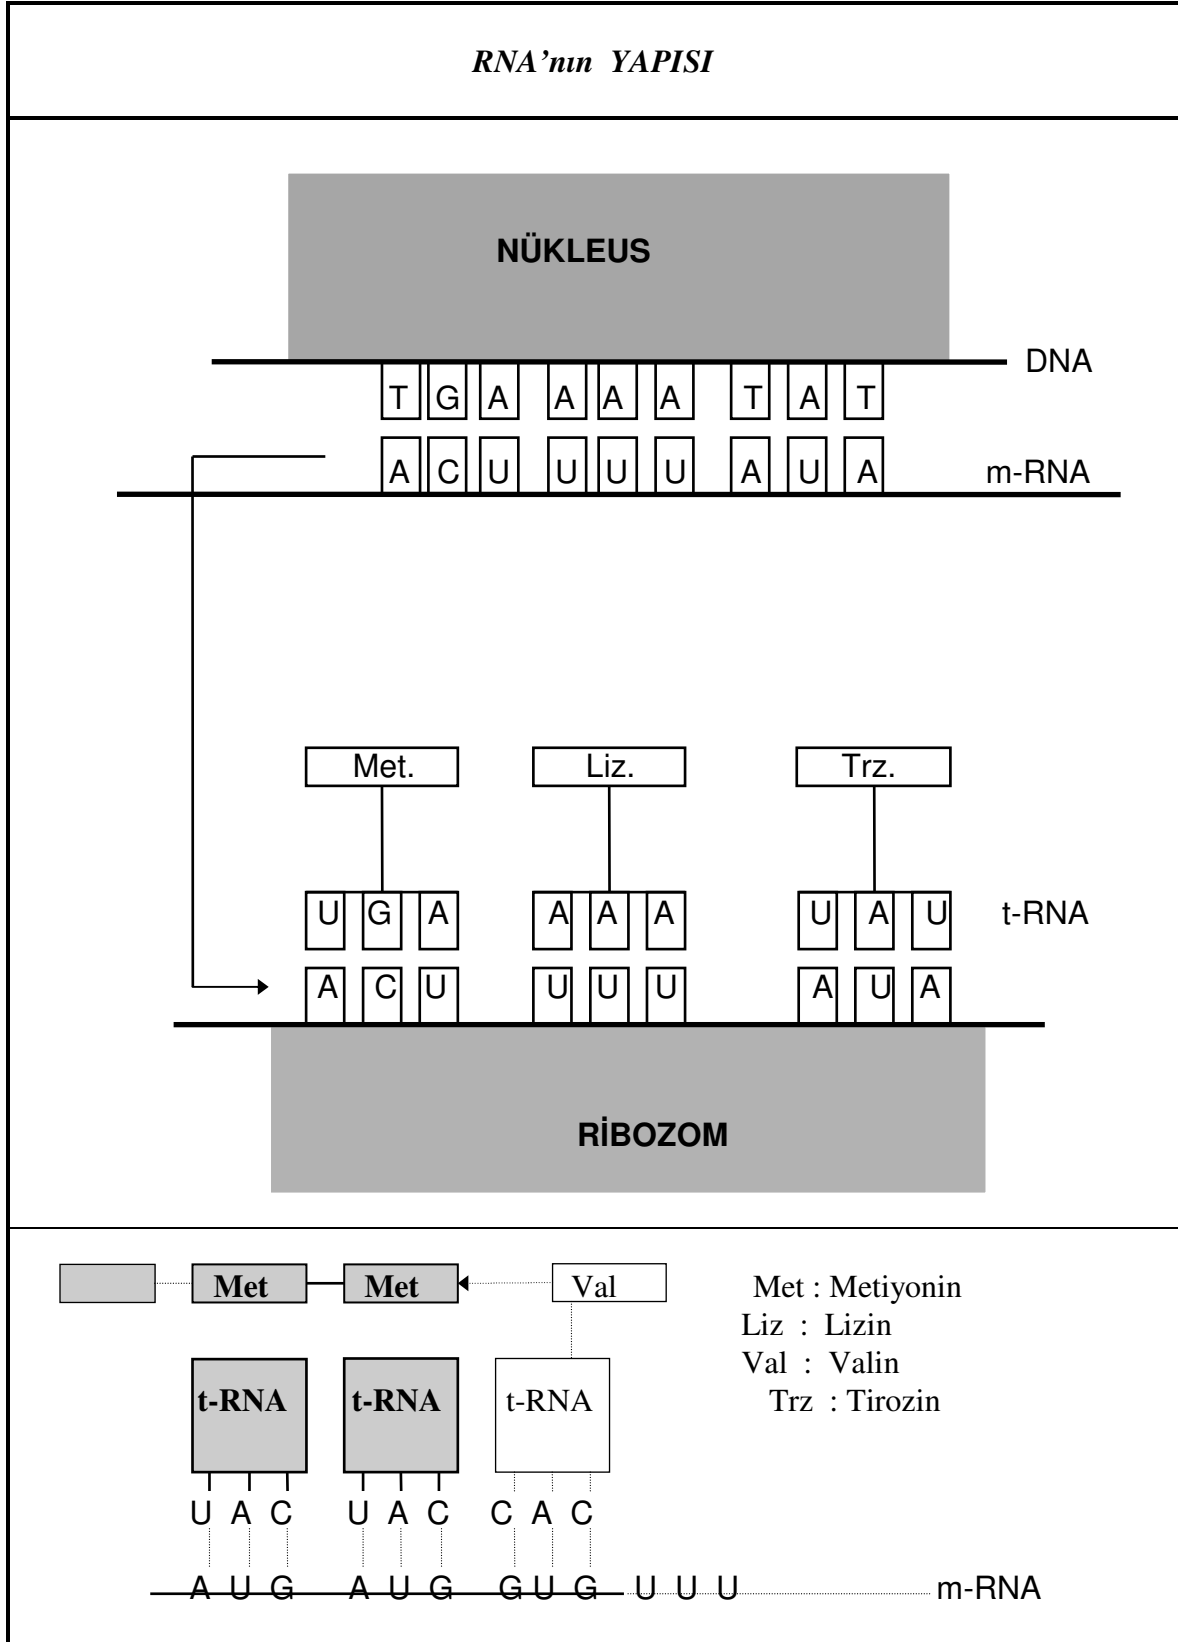 RNA’nın YAPISI
NÜKLEUS
DNA
T G A A A A T A T
A C U U U U A U A
m-RNA
Met. Liz. Trz.
U G A A A A U A U t-RNA
A C U U U U A U A
RİBOZOM
Met Met Val
Met : Metiyonin
Liz : Lizin
Val : Valin
Trz : Tirozin
t-RNA t-RNA t-RNA
U A C U A C C A C
A U G A U G G U G U U U m-RNA